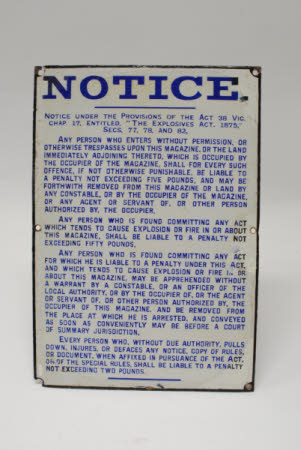 NOTICE.
NOTICE UNDER THE PROVISIONS OF THE ACT 38 VIC.
CHAP 17, ENTITLED, "THE EXPLOSIVES ACT, 1875,"
SECS, 77, 78, AND 82,
ANY PERSON WHO ENTERS WITHOUT PERMISSION, OR
OTHERWISE TRESPASSES UPON THIS MAGAZINE, OR THE LAND
IMMEDIATELY ADJOINING THERETO, WHICH IS OCCUPIED BY
THE OCCUPIER OF THE MAGAZINE, SHALL FOR EVERY SUCH
OFFENCE, IF NOT OTHERWISE PUNISHABLE, BE LIABLE TO
A PENALTY NOT EXCEEDING FIVE POUNDS, AND MAY BE
FORTHWITH REMOVED FROM THIS MAGAZINE OR LAND BY
ANY CONSTABLE, OR BY THE OCCUPIER OF THE MAGAZINE,
OR ANY AGENT OR SERVANT OF, OR OTHER PERSON
AUTHORIZED BY, THE OCCUPIER.
ANY PERSON WHO IS FOUND COMMITTING ANY ACT
WHICH TENDS TO CAUSE EXPLOSION OR FIRE IN OR ABOUT
THIS MAGAZINE, SHALL BE LIABLE TO A PENALTY NOT
EXCEEDING FIFTY POUNDS.
ANY PERSON WHO IS FOUND COMMITTING ANY ACT
FOR WHICH HE IS LIABLE TO A PENALTY UNDER THIS ACT,
AND WHICH TENDS TO CAUSE EXPLOSION OR FIRE IN OR
ABOUT THIS MAGAZINE, MAY BE APPREHENDED WITHOUT
A WARRANT BY A CONSTABLE, OR AN OFFICER OF THE
LOCAL AUTHORITY, OR BY THE OCCUPIER OF, OR THE AGENT
OR SERVANT OF, OR OTHER PERSON AUTHORIZED BY, THE
OCCUPIER OF THIS MAGAZINE, AND BE REMOVED FROM
THE PLACE AT WHICH HE IS ARRESTED, AND CONVEYED
AS SOON AS CONVENIENTLY MAY BE BEFORE A COURT
OF SUMMARY JURISDICTION.
EVERY PERSON WHO, WITHOUT DUE AUTHORITY, PULLS
DOWN, INJURES, OR DEFACES ANY NOTICE, COPY OF RULES,
OR DOCUMENT, WHEN AFFIXED IN PURSUANCE OF THE ACT,
OR OF THE SPECIAL RULES, SHALL BE LIABLE TO A PENALTY
NOT EXCEEDING TWO POUNDS.